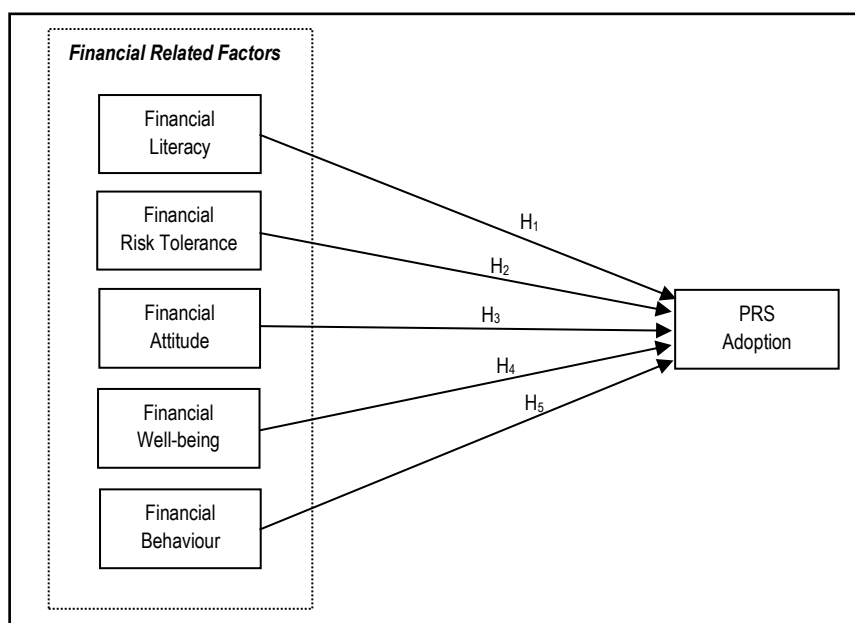 Financial Related Factors
Financial
Literacy
Financial
Risk Tolerance
Financial
Attitude
Financial
Well-being
Financial
Behaviour
H₁
H₂
H₃
H₄
H₅
PRS
Adoption